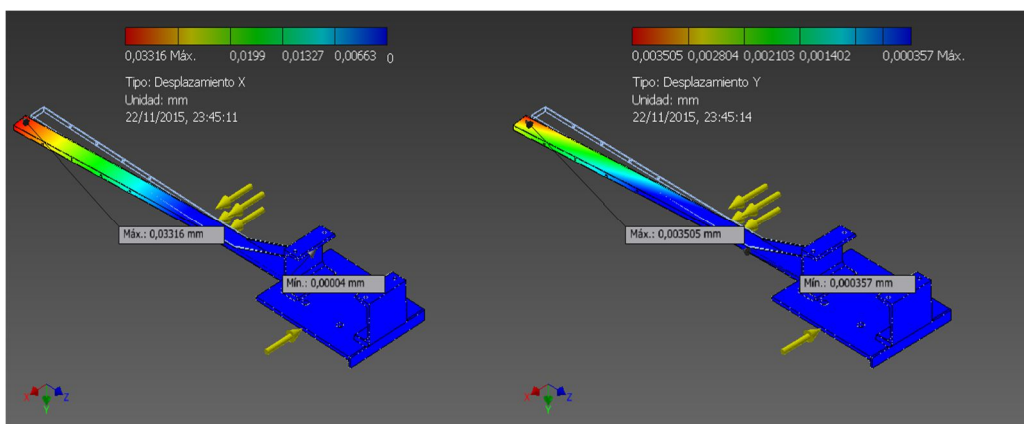 0,03316 Máx. 0,0199 0,01327 0,00663 0
Tipo: Desplazamiento X
Unidad: mm
22/11/2015, 23:45:11
Máx.: 0,03316 mm
Mín.: 0,00004 mm
X Y Z
0,003505 0,002804 0,002103 0,001402 0,000357 Máx.
Tipo: Desplazamiento Y
Unidad: mm
22/11/2015, 23:45:14
Máx.: 0,003505 mm
Mín.: 0,000357 mm
X Y Z